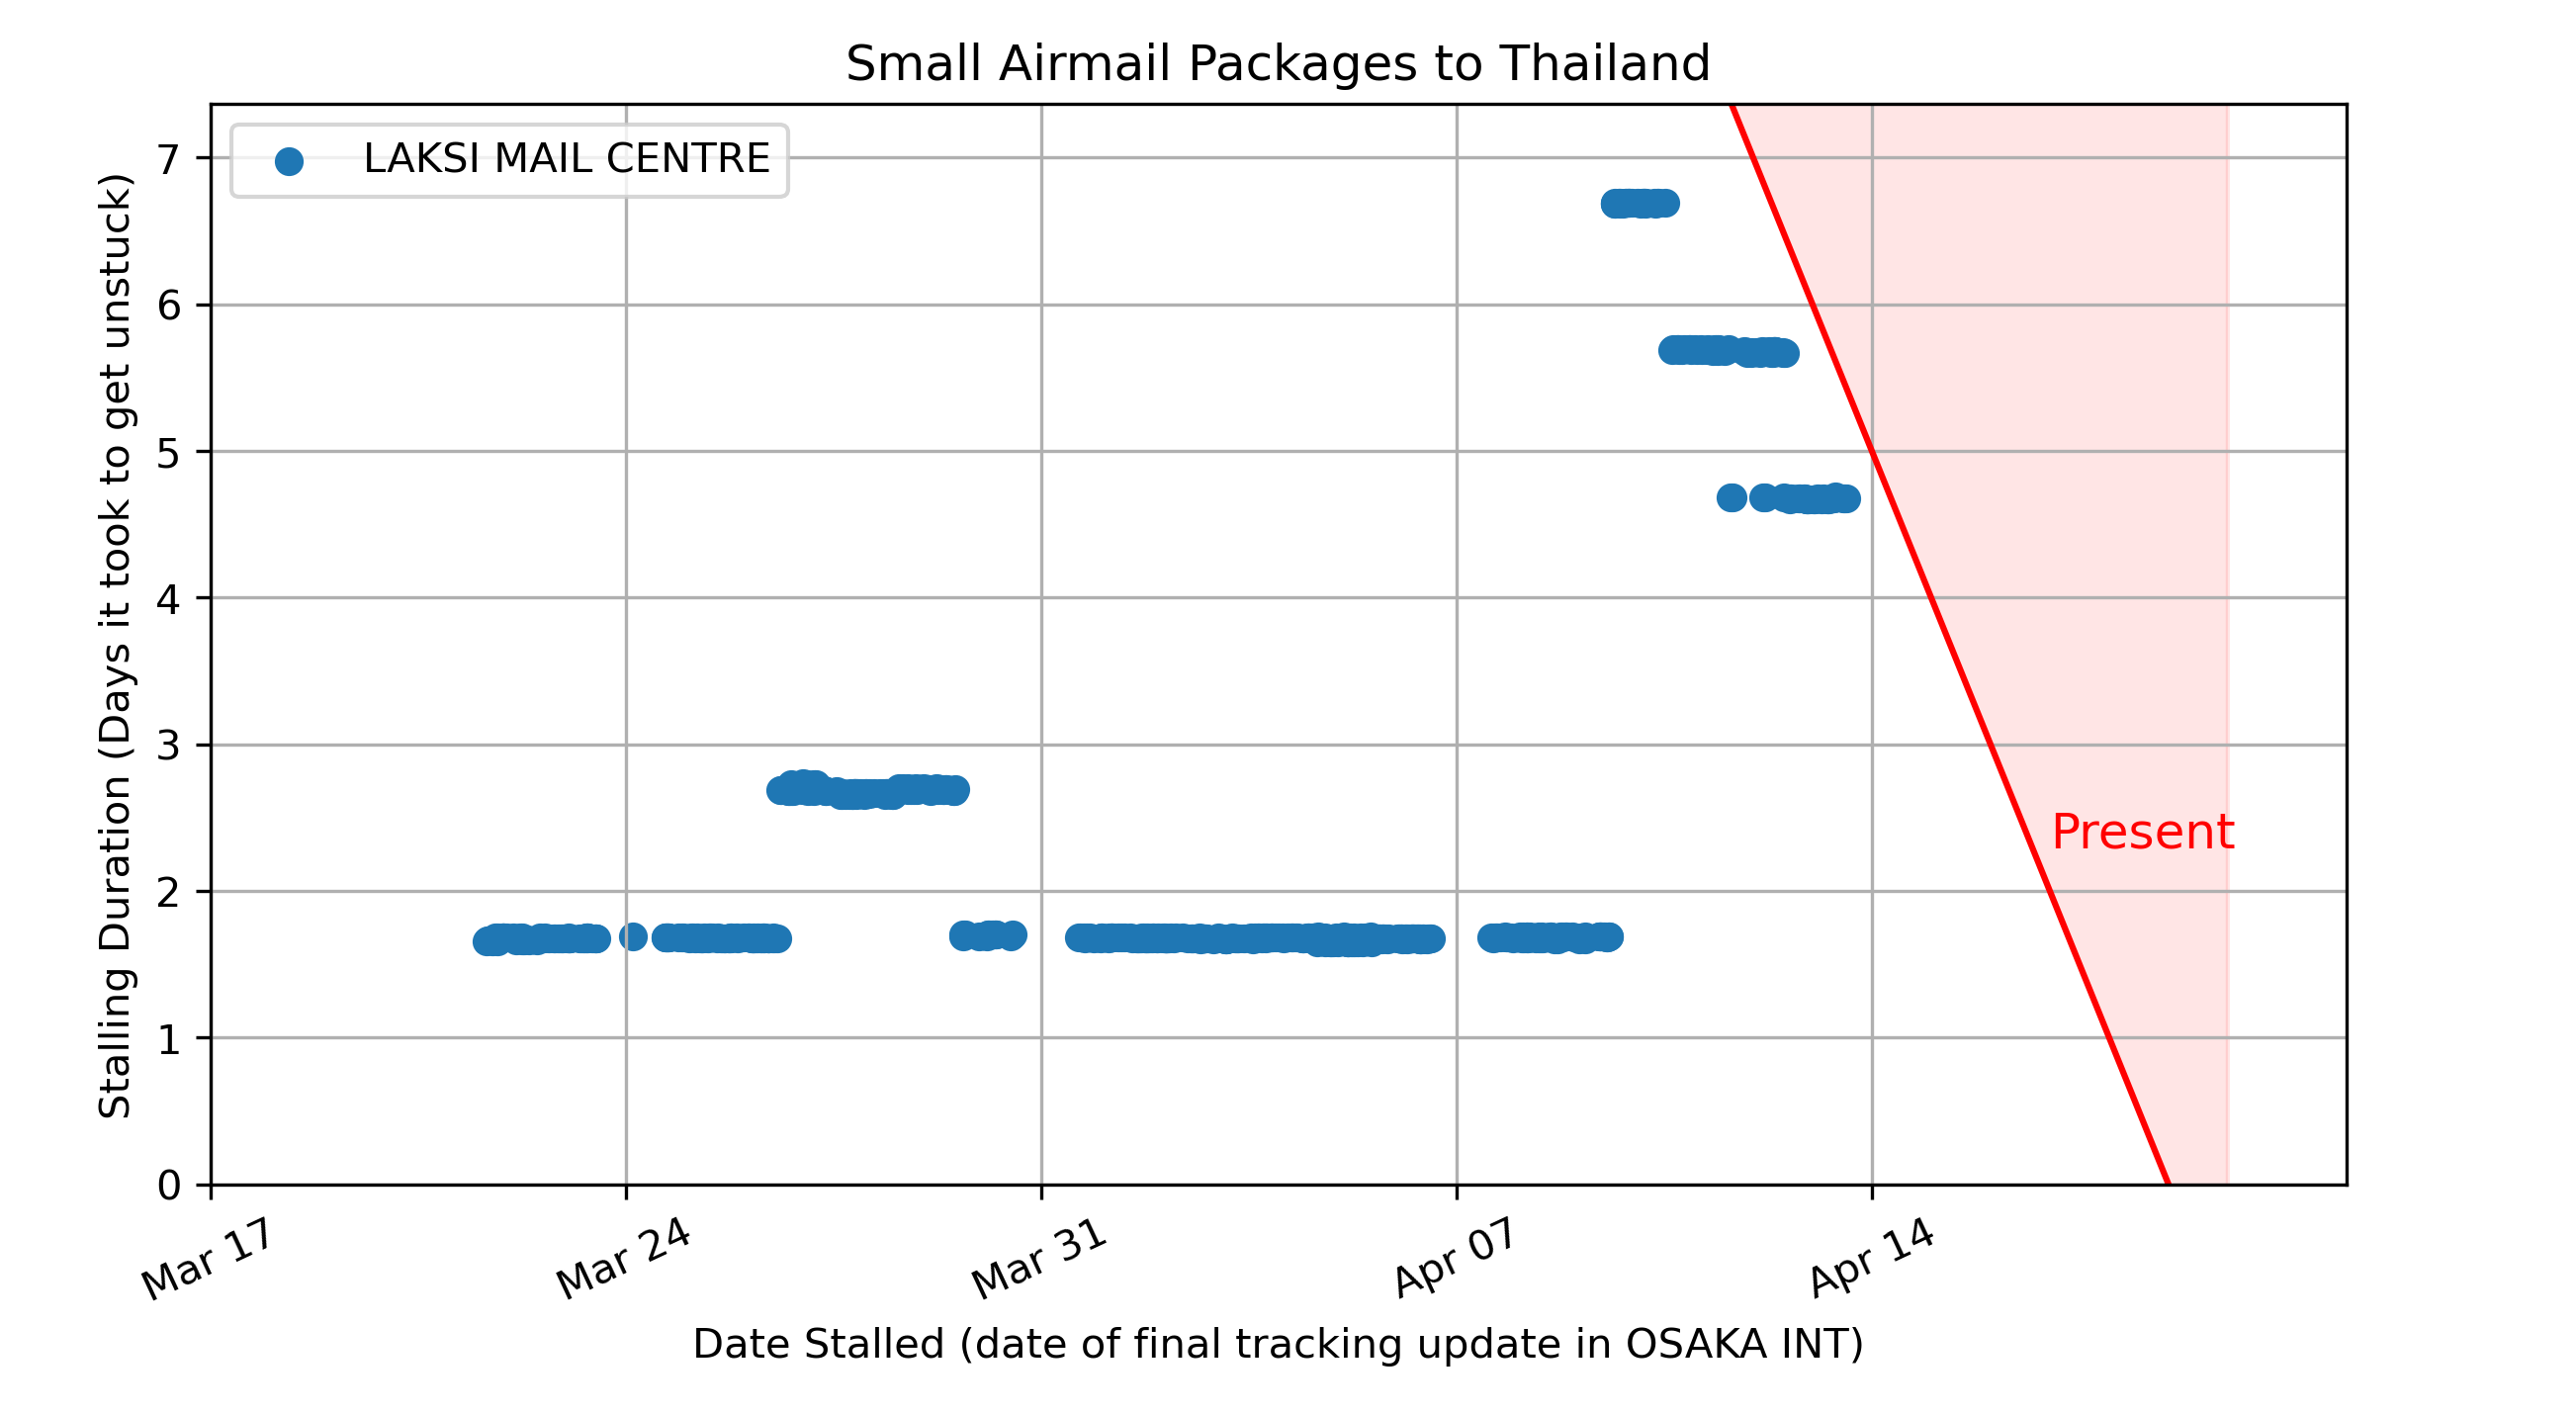 Small Airmail Packages to Thailand
LAKSI MAIL CENTRE
Stalling Duration (Days it took to get unstuck)
7
6
5
4
3
2
1
0
Present
Mar 17
Mar 24
Mar 31
Apr 07
Apr 14
Date Stalled (date of final tracking update in OSAKA INT)